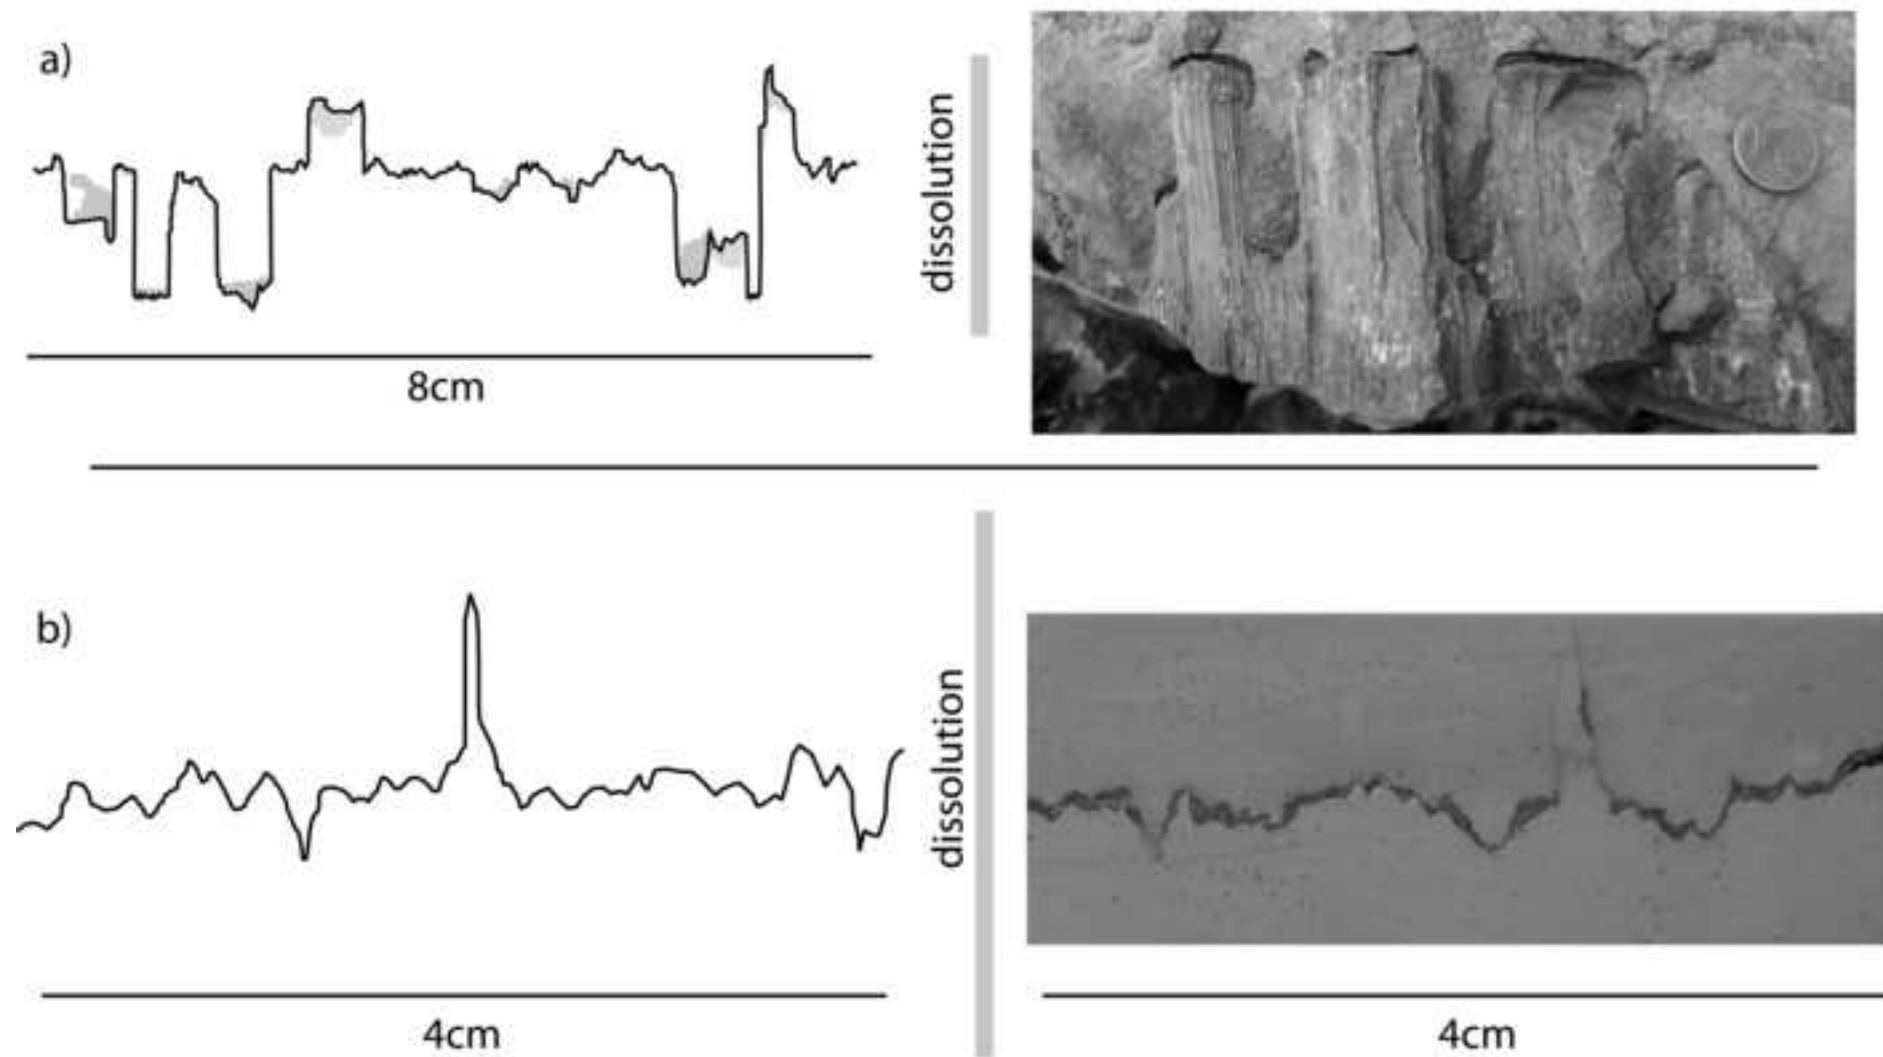 a)
dissolution
8cm
b)
dissolution
4cm
4cm